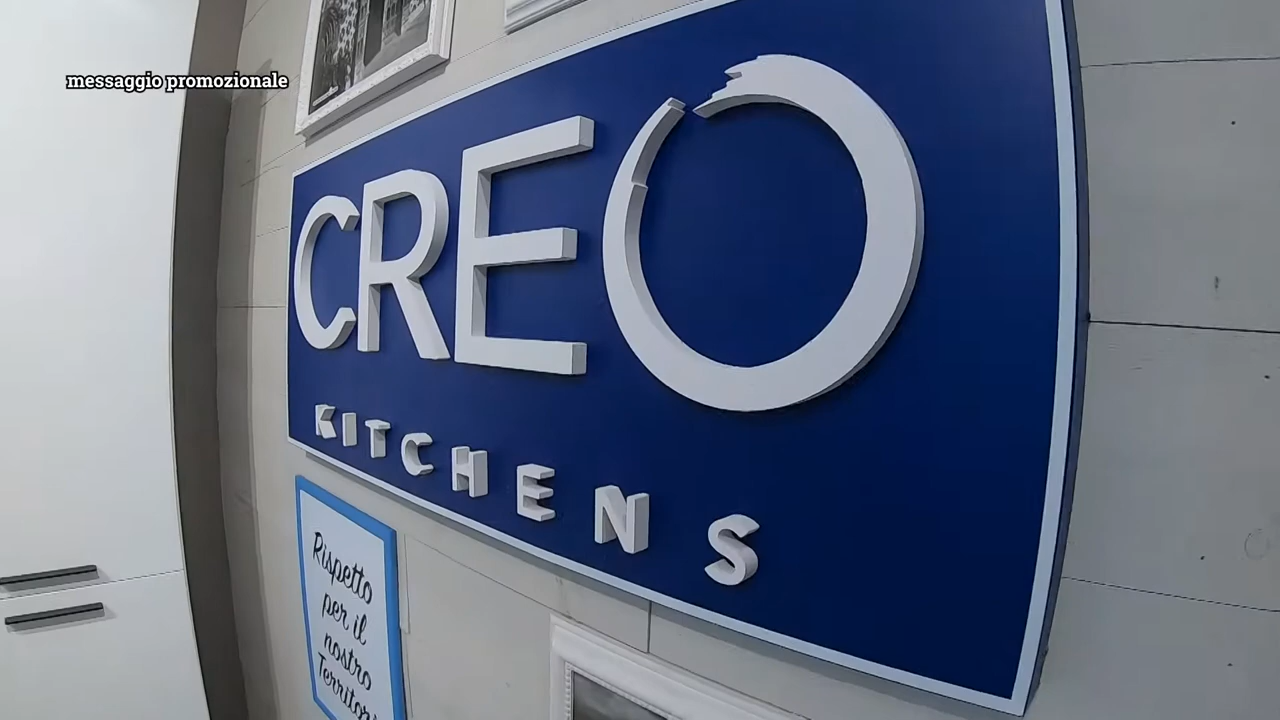 messaggio promozionale
CREO
KITCHENS
Rispetto
per il
nostro